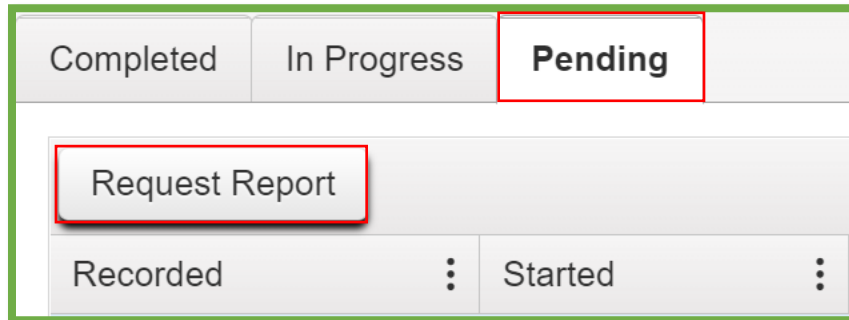 Completed In Progress Pending
Request Report
Recorded Started